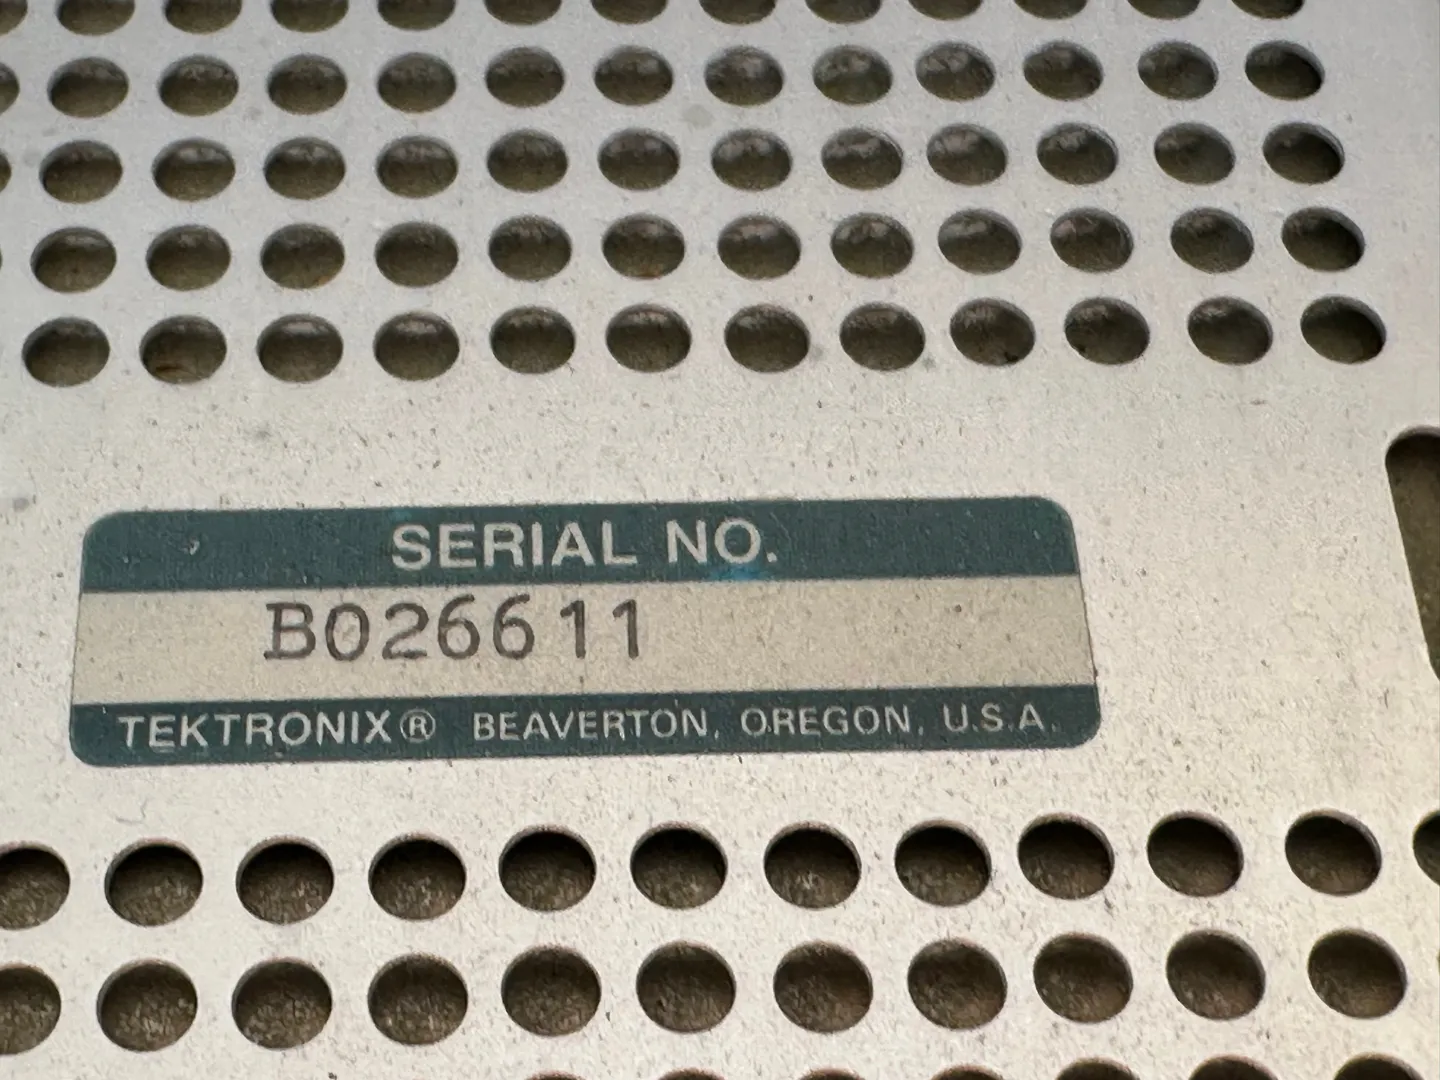 SERIAL NO.
B026611
TEKTRONIX® BEAVERTON, OREGON, U.S.A.